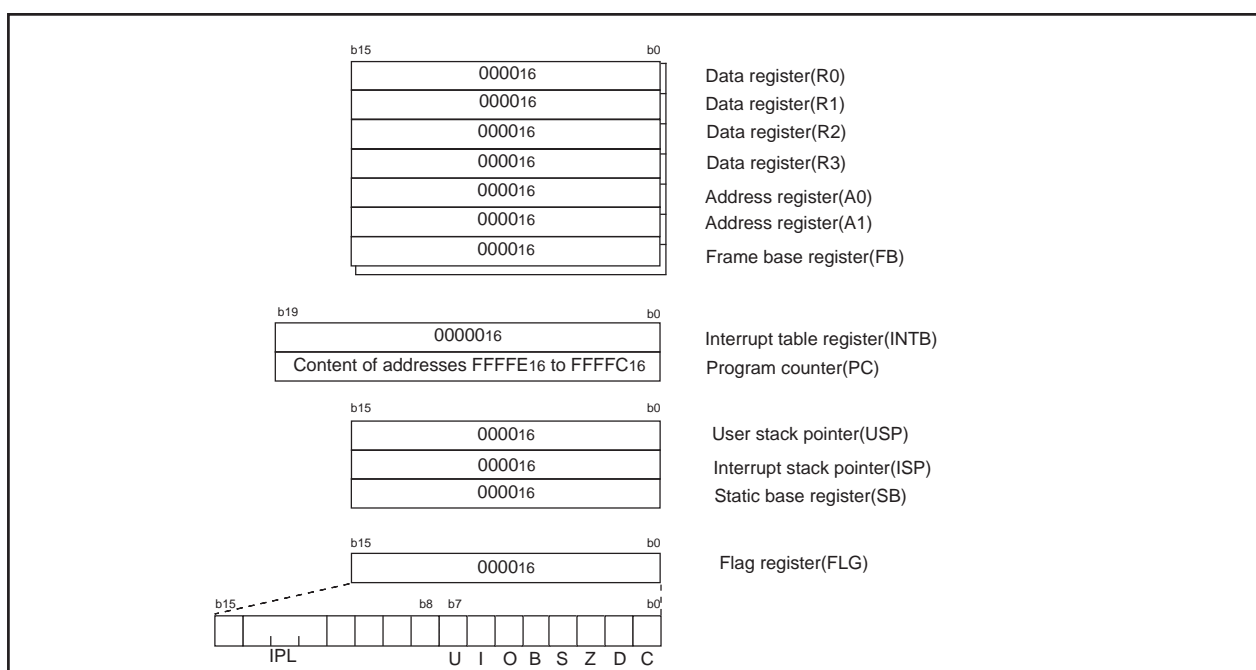 b15 b0
000016 Data register(R0)
000016 Data register(R1)
000016 Data register(R2)
000016 Data register(R3)
000016 Address register(A0)
000016 Address register(A1)
000016 Frame base register(FB)
b19 b0
0000016 Interrupt table register(INTB)
Content of addresses FFFFE16 to FFFFC16 Program counter(PC)
b15 b0
000016 User stack pointer(USP)
000016 Interrupt stack pointer(ISP)
000016 Static base register(SB)
b15 b0
000016 Flag register(FLG)
b15 b8 b7 b0
IPL U I O B S Z D C